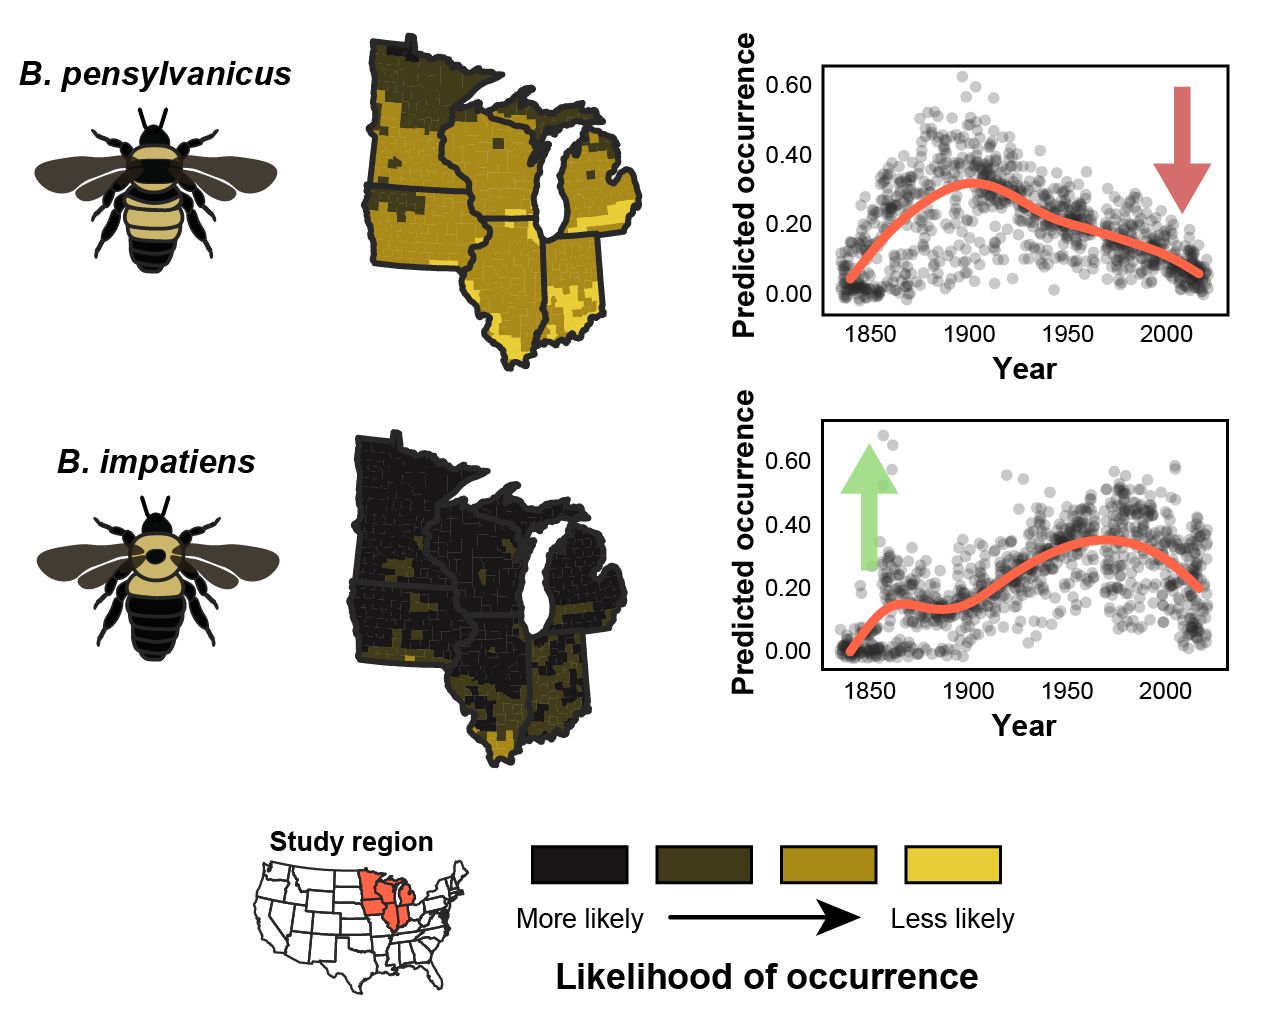 B. pensylvanicus
Predicted occurrence
0.60
0.40
0.20
0.00
1850 1900 1950 2000
Year
B. impatiens
Predicted occurrence
0.60
0.40
0.20
0.00
1850 1900 1950 2000
Year
Study region
More likely
Less likely
Likelihood of occurrence